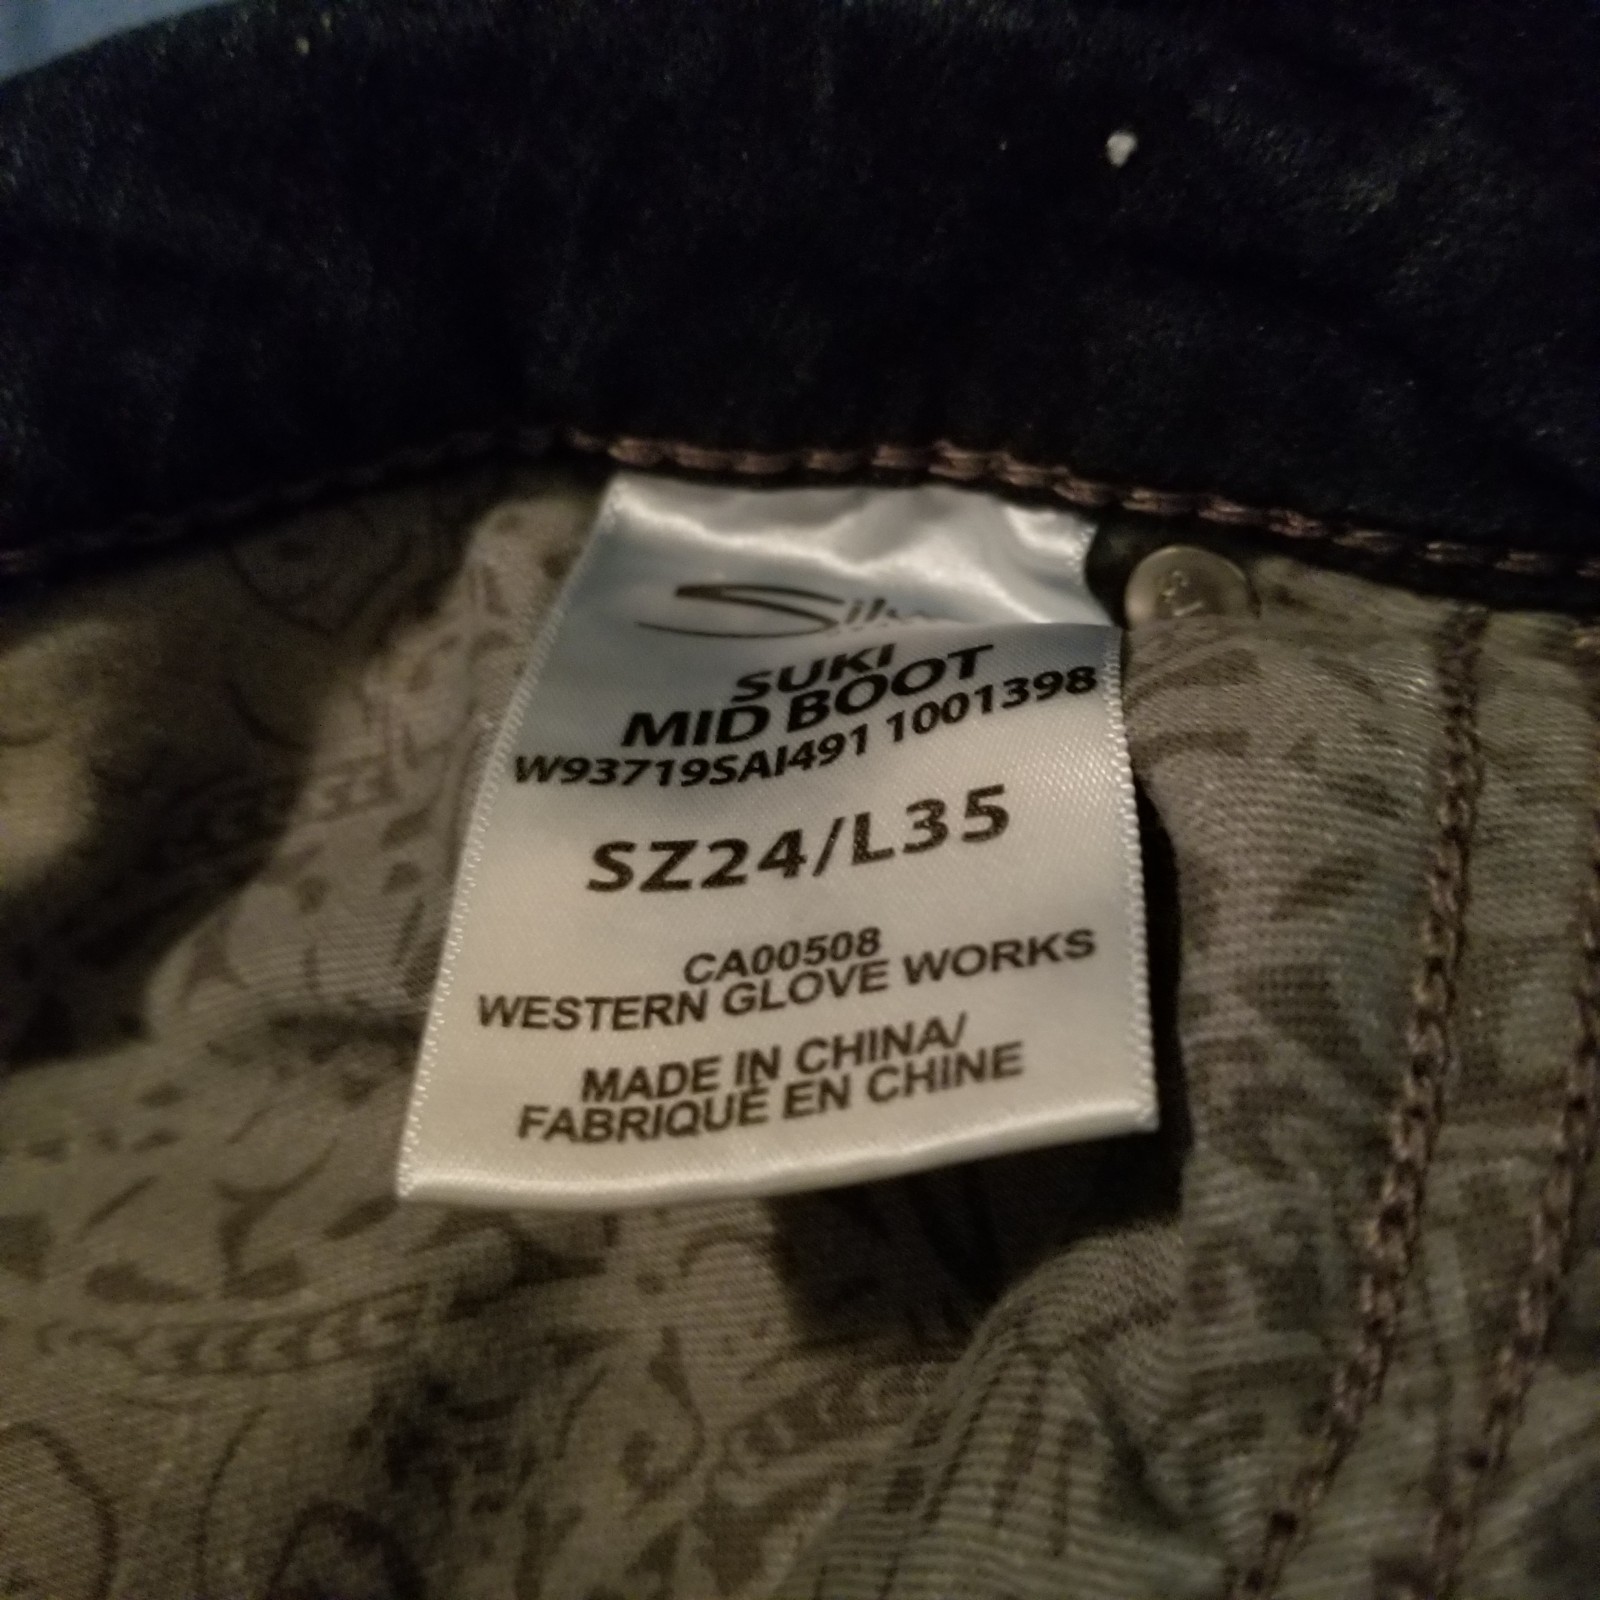 SUKI
MID BOOT
W93719SAI491 1001398
SZ24/L35
CA00508
WESTERN GLOVE WORKS
MADE IN CHINA/
FABRIQUÉ EN CHINE